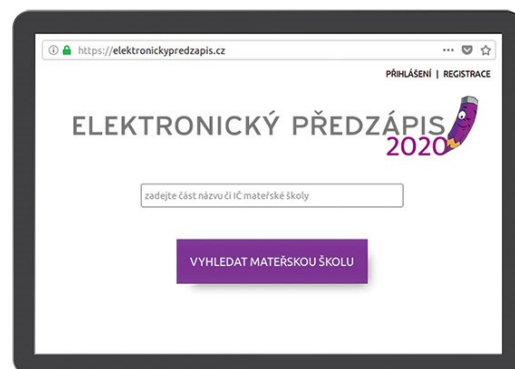 https://elektronickypredzapis.cz
PŘIHLÁŠENÍ | REGISTRACE
ELEKTRONICKÝ PŘEDZÁPIS
2020
zadejte část názvu či IČ mateřské školy
VYHLEDAT MATEŘSKOU ŠKOLU